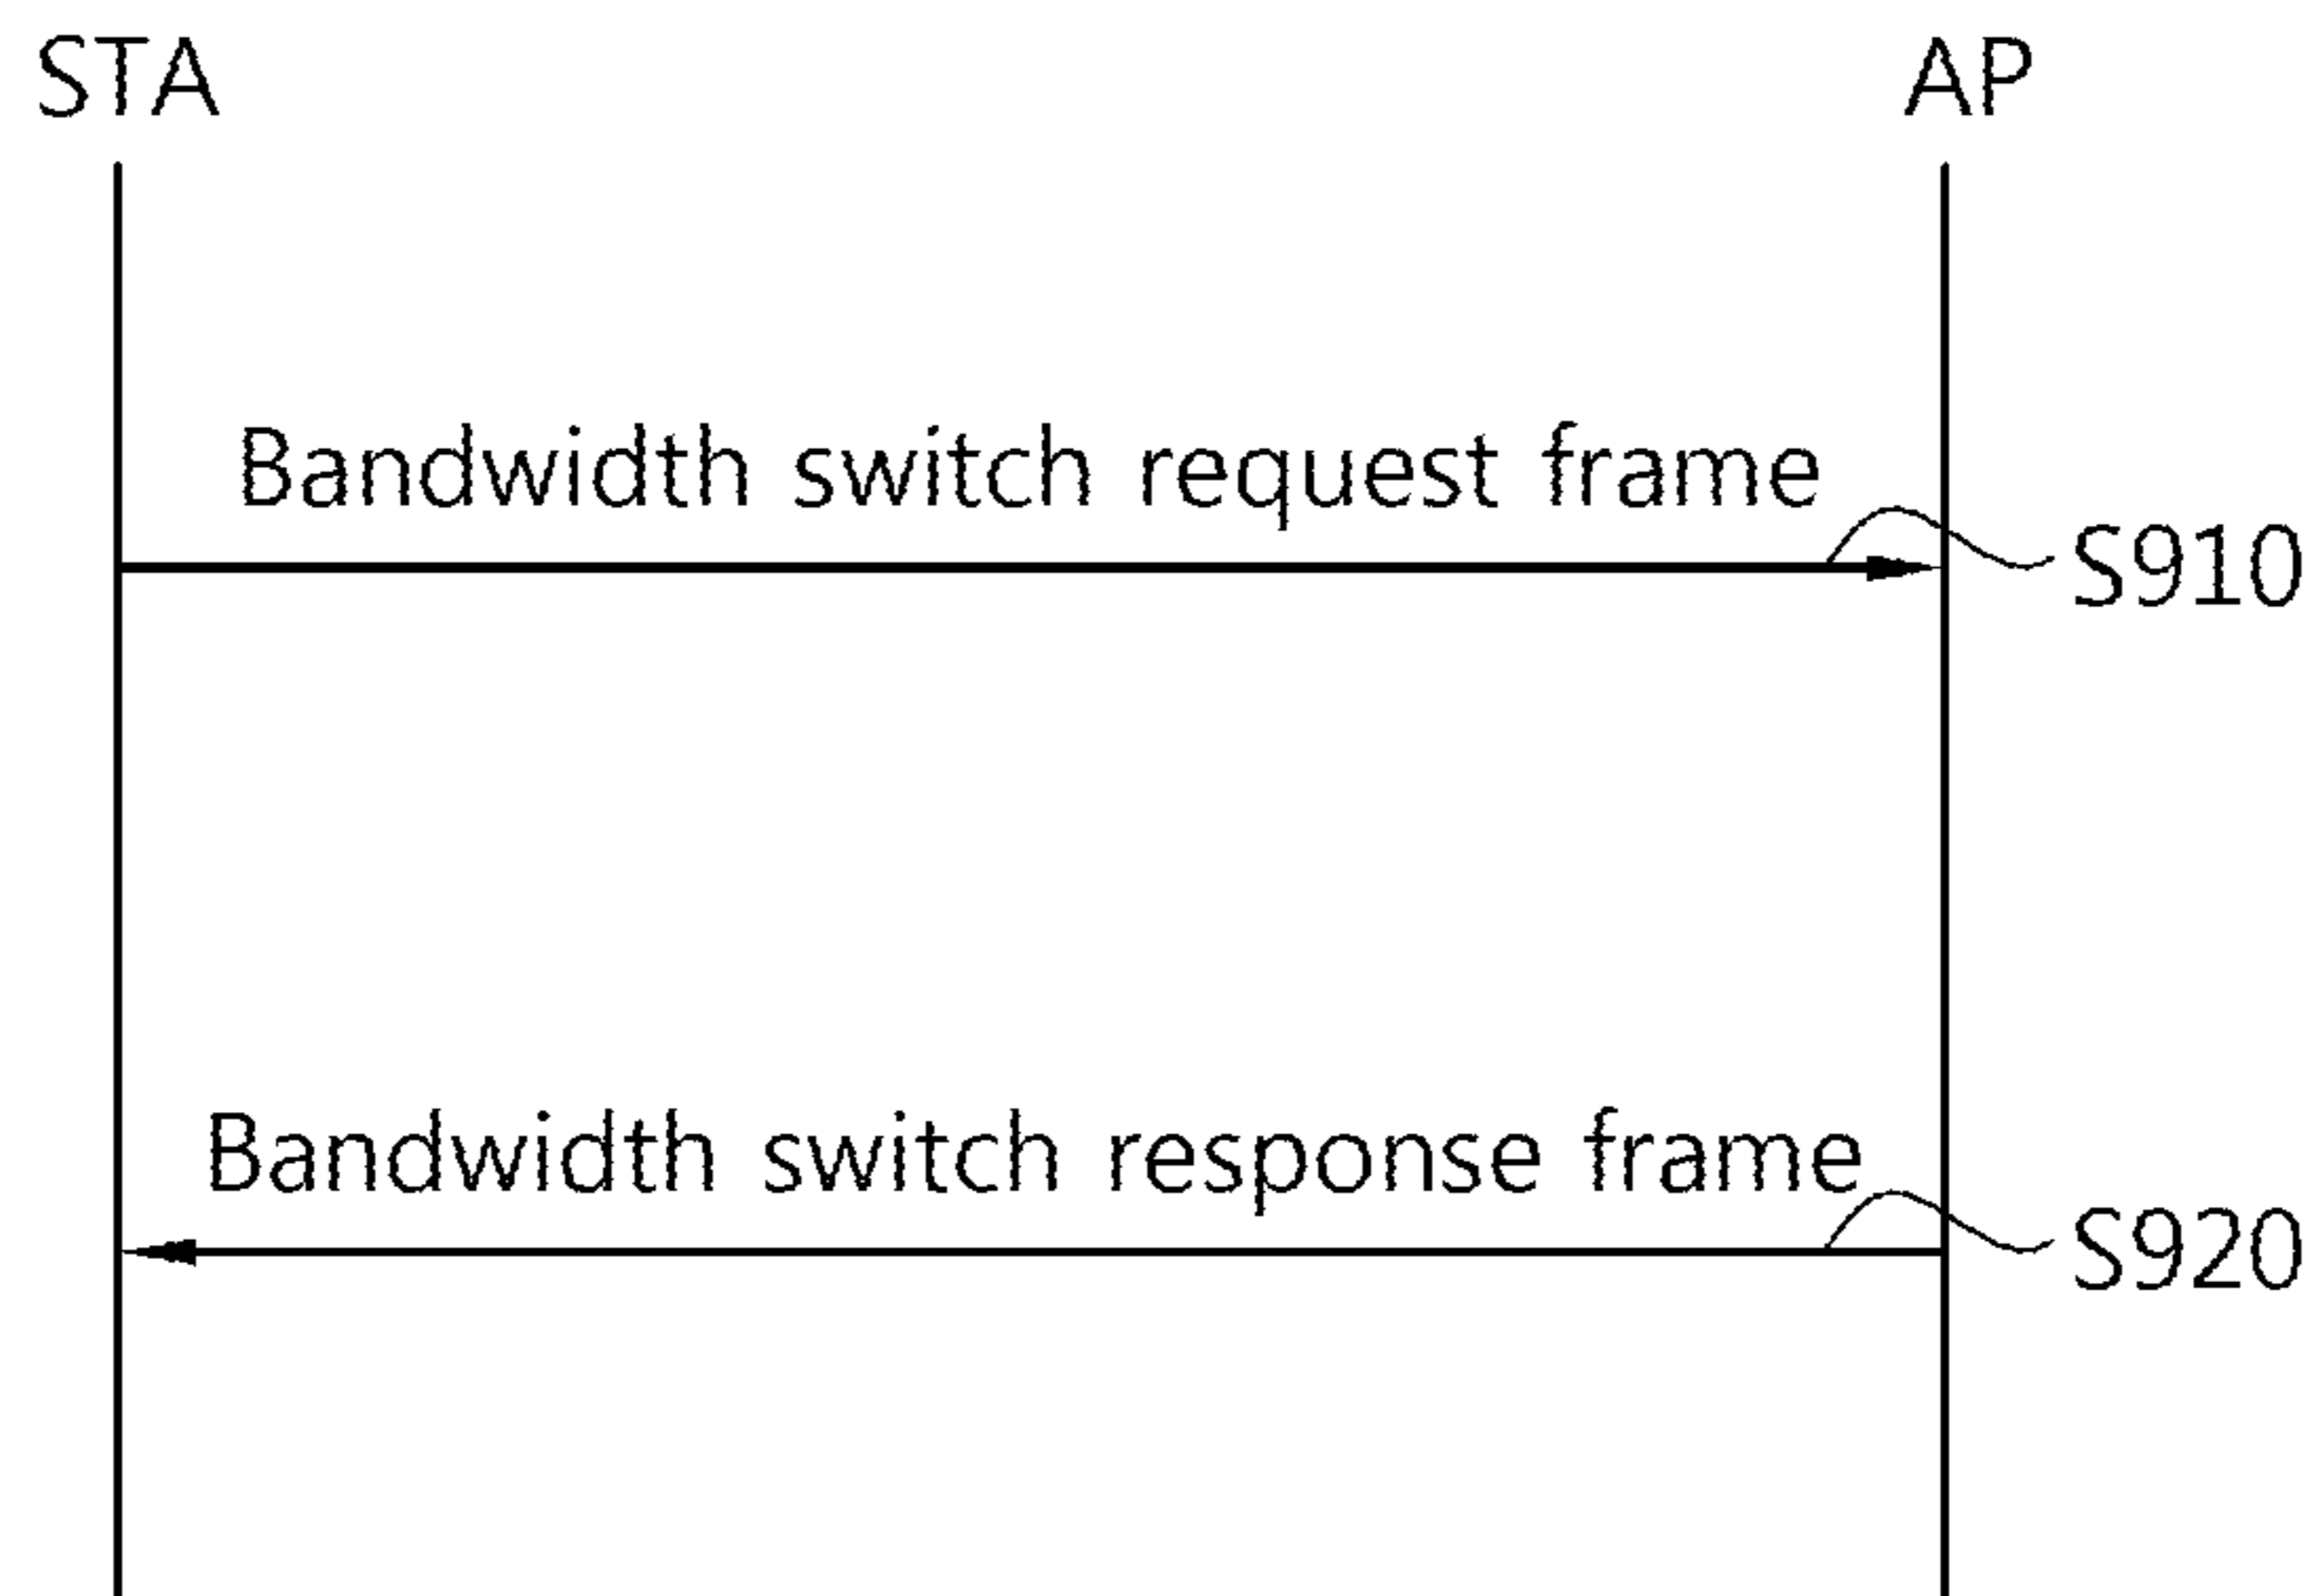 STA
AP
Bandwidth switch request frame
S910
Bandwidth switch response frame
S920